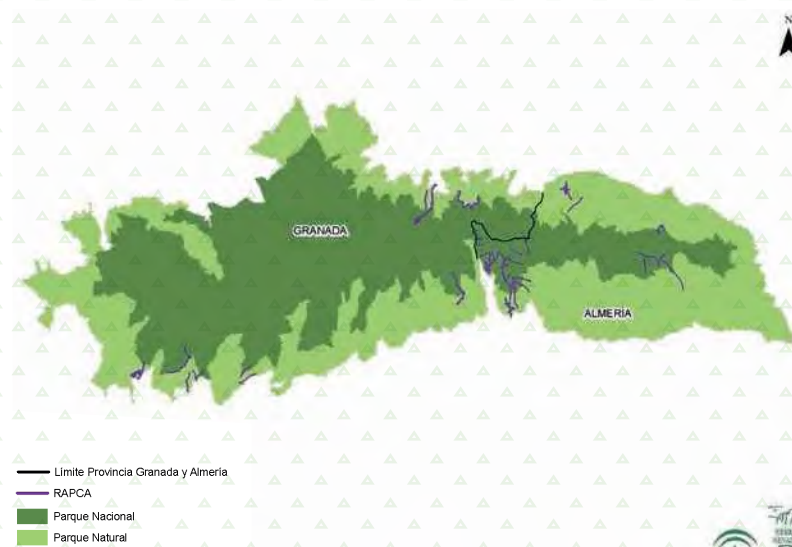 N
GRANADA
ALMERÍA
Límite Provincia Granada y Almería
RAPCA
Parque Nacional
Parque Natural